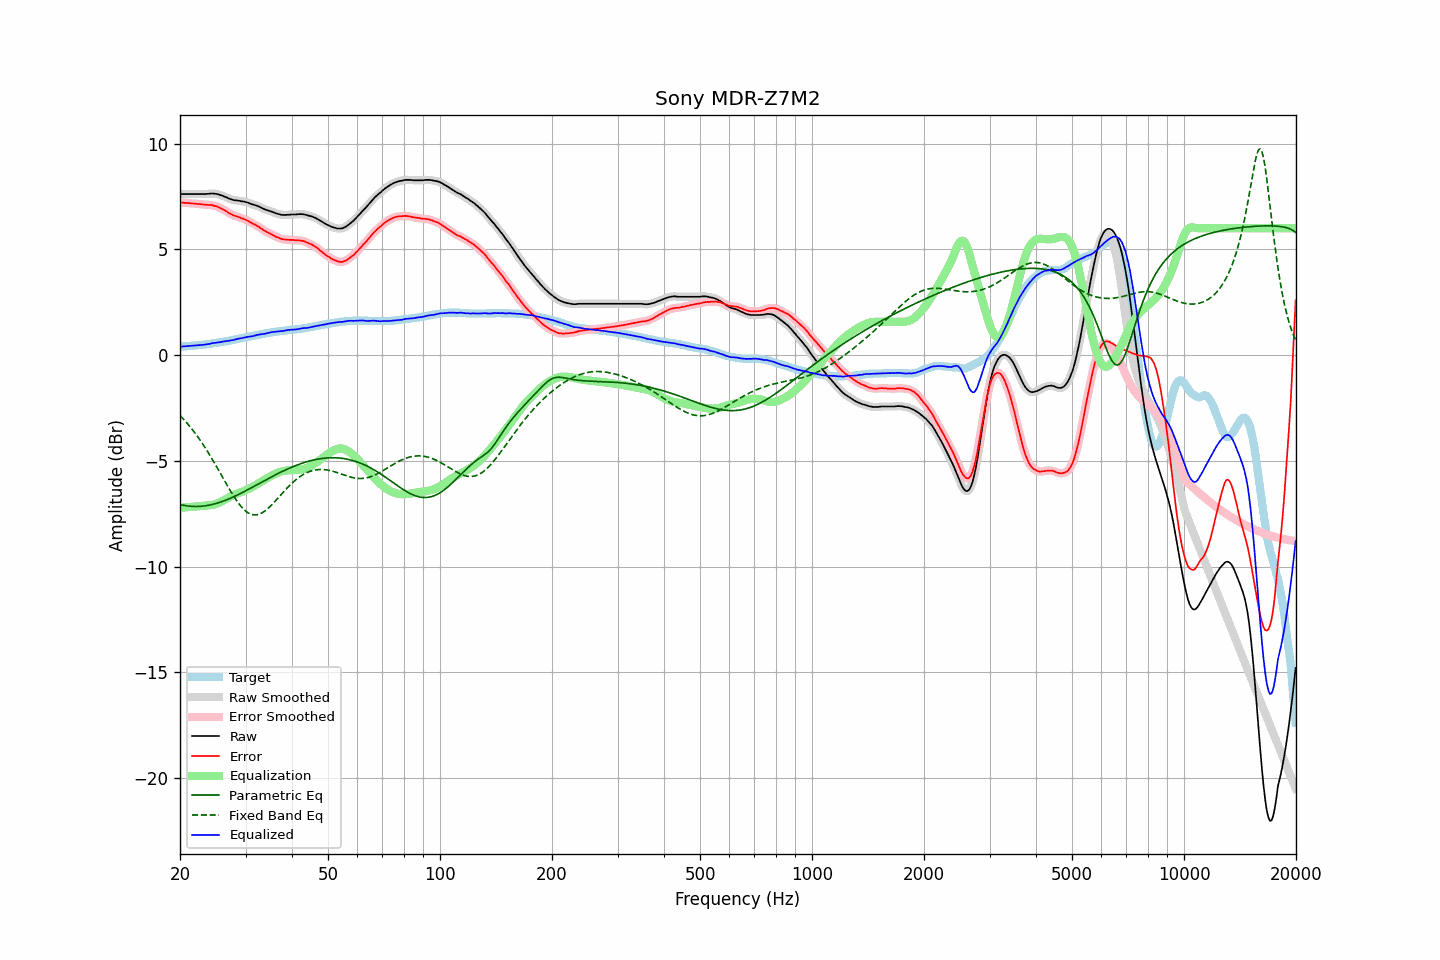 Sony MDR-Z7M2
Amplitude (dBr)
10
5
0
−5
−10
−15
−20
Target
Raw Smoothed
Error Smoothed
Raw
Error
Equalization
Parametric Eq
Fixed Band Eq
Equalized
20 50 100 200 500 1000 2000 5000 10000 20000
Frequency (Hz)